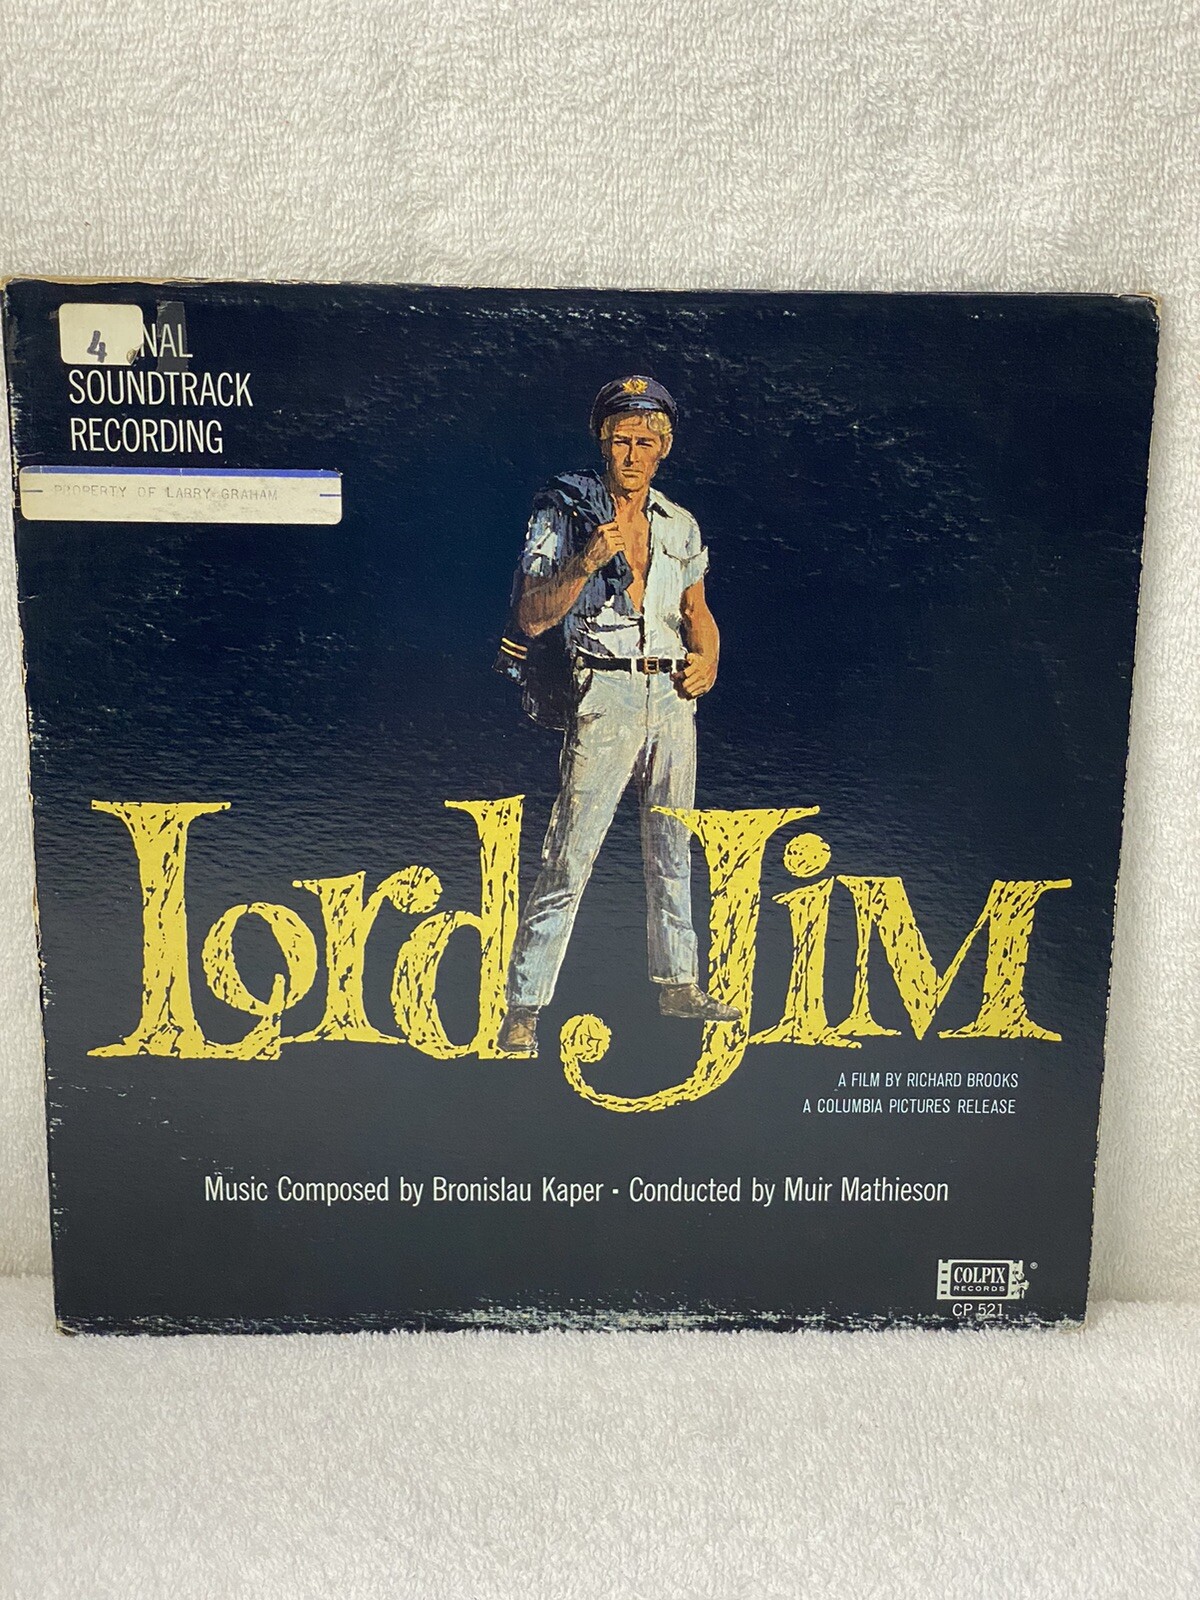 4
NAL
SOUNDTRACK
RECORDING
PROPERTY OF LARRY GRAHAM
Lord Jim
A FILM BY RICHARD BROOKS
A COLUMBIA PICTURES RELEASE
Music Composed by Bronislau Kaper · Conducted by Muir Mathieson
COLPIX ®
RECORDS
CP 521